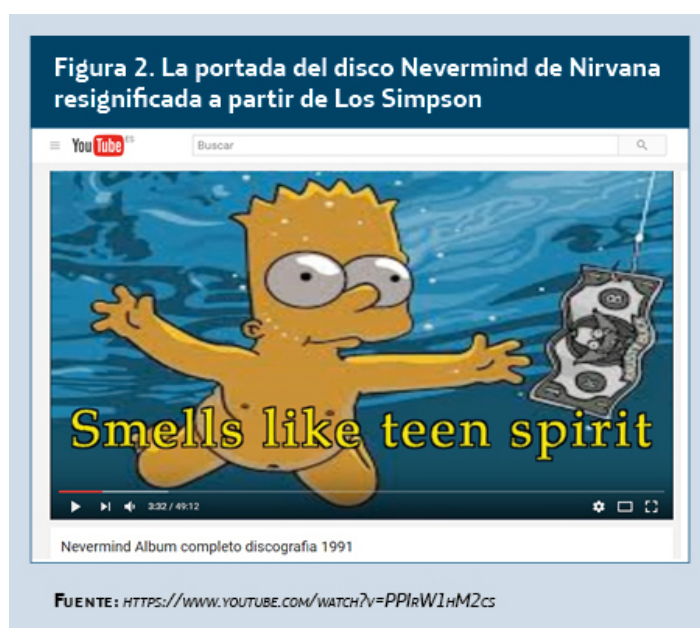 Figura 2. La portada del disco Nevermind de Nirvana
resignificada a partir de Los Simpson
YouTube ES
Buscar
Smells like teen spirit
3:32 / 49:12
Nevermind Album completo discografia 1991
FUENTE: HTTPS://WWW.YOUTUBE.COM/WATCH?V=PPIRW1HM2CS